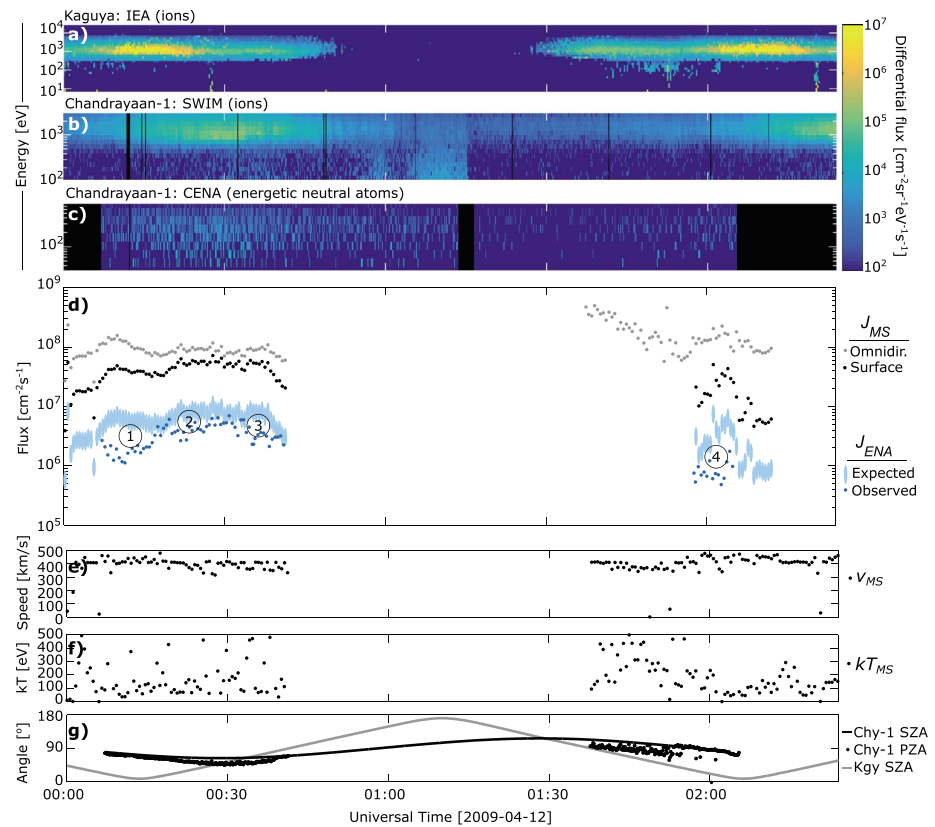 Kaguya: IEA (ions)
a)
10⁴
10³
10²
10¹
Chandrayaan-1: SWIM (ions)
b)
10³
10²
Chandrayaan-1: CENA (energetic neutral atoms)
c)
10²
Energy [eV]
10⁷
10⁶
10⁵
10⁴
10³
10²
Differential flux [cm⁻²sr⁻¹eV⁻¹s⁻¹]
d)
10⁹
10⁸
10⁷
10⁶
10⁵
Flux [cm⁻²s⁻¹]
1
2
3
4
J_MS
Omnidir.
Surface
J_ENA
Expected
Observed
e)
500
400
300
200
100
0
Speed [km/s]
v_MS
f)
500
400
300
200
100
0
kT [eV]
kT_MS
g)
180
90
0
Angle [°]
Chy-1 SZA
Chy-1 PZA
Kgy SZA
00:00
00:30
01:00
01:30
02:00
Universal Time [2009-04-12]